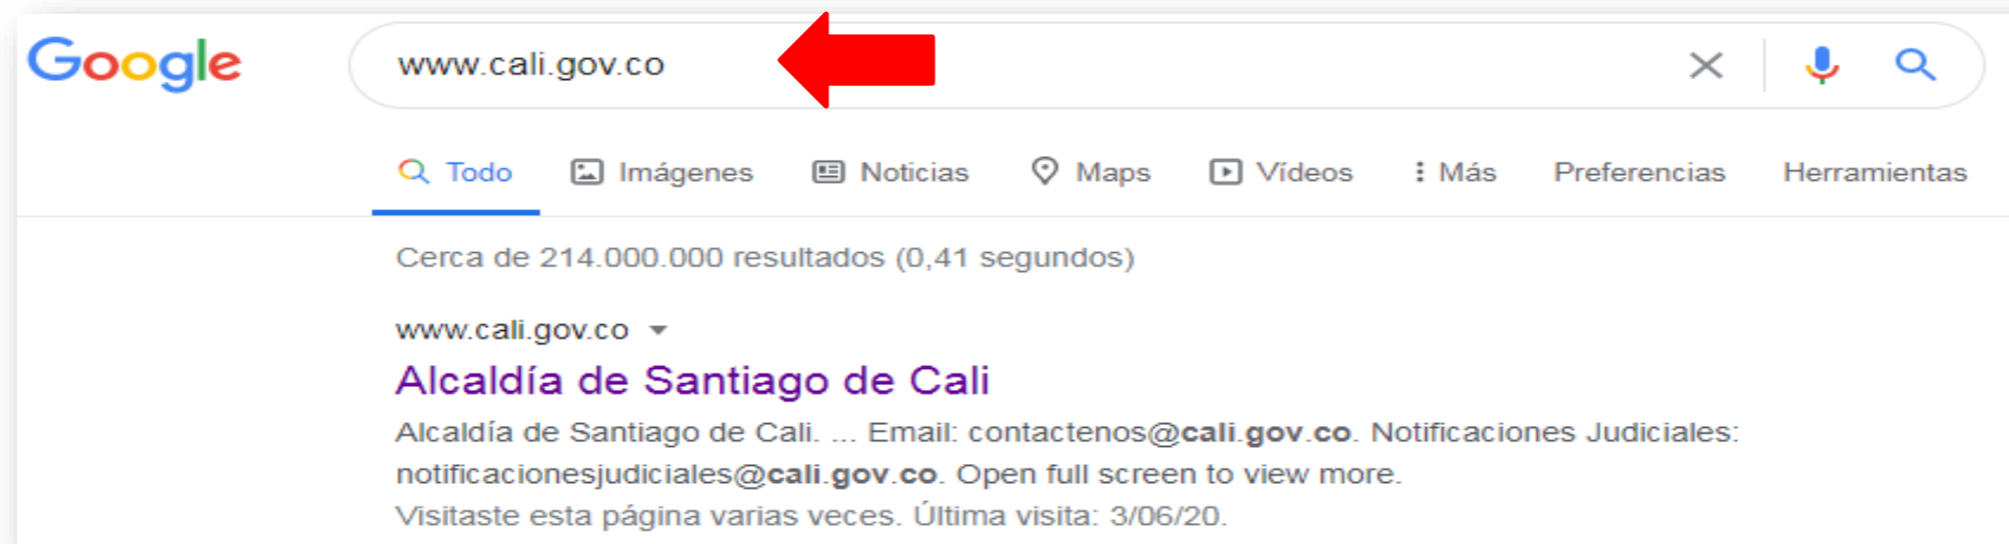 Google
www.cali.gov.co
Todo Imágenes Noticias Maps Vídeos Más Preferencias Herramientas
Cerca de 214.000.000 resultados (0,41 segundos)
www.cali.gov.co
Alcaldía de Santiago de Cali
Alcaldía de Santiago de Cali. ... Email: contactenos@cali.gov.co. Notificaciones Judiciales:
notificacionesjudiciales@cali.gov.co. Open full screen to view more.
Visitaste esta página varias veces. Última visita: 3/06/20.